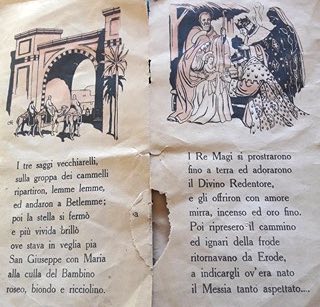 I tre saggi vecchiarelli,
sulla groppa dei cammelli
ripartiron, lemme lemme,
ed andaron a Betlemme;
poi la stella si fermò
e più vivida brillò
ove stava in veglia pia
San Giuseppe con Maria
alla culla del Bambino
roseo, biondo e ricciolino.
I Re Magi si prostrarono
fino a terra ed adorarono
il Divino Redentore,
e gli offriron con amore
mirra, incenso ed oro fino.
Poi ripresero il cammino
ed ignari della frode
ritornavan da Erode,
a indicargli ov'era nato
il Messia tanto aspettato....